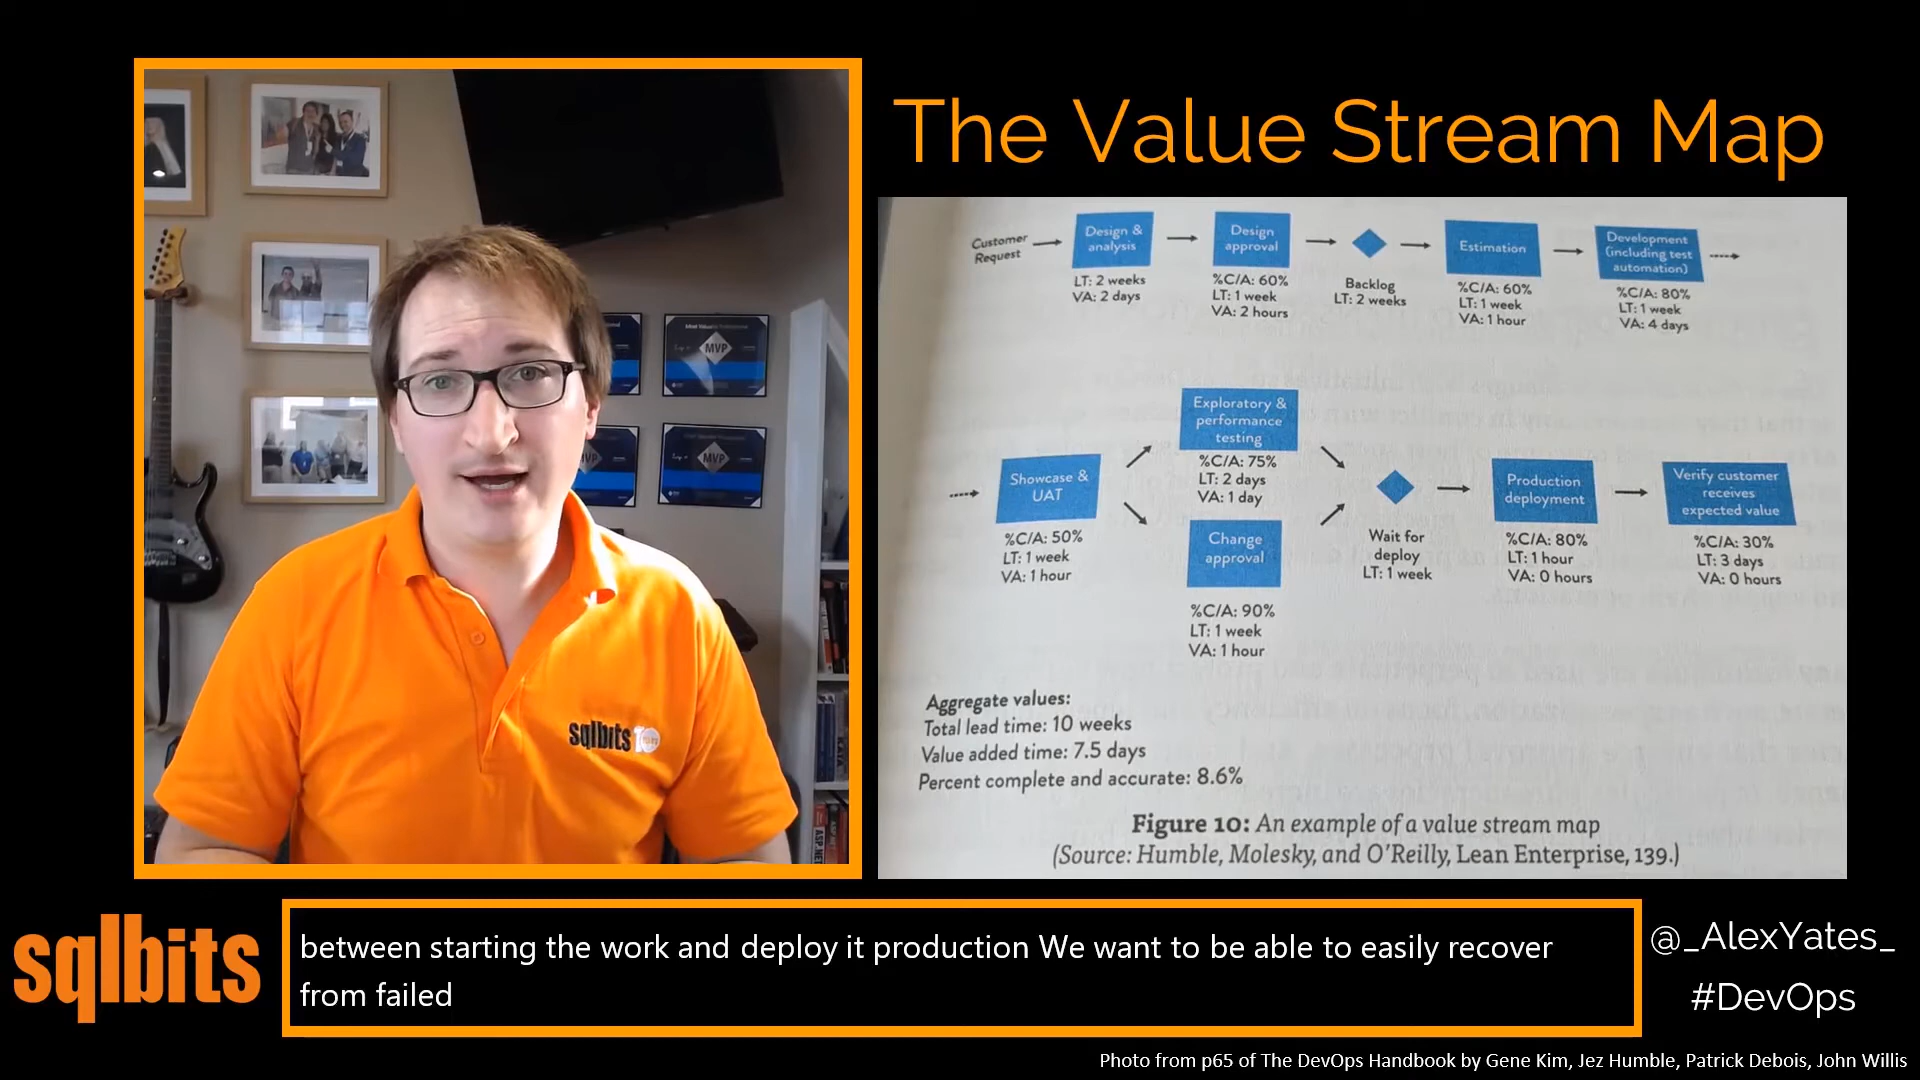 The Value Stream Map
Customer
Request
Design &
analysis
LT: 2 weeks
VA: 2 days
Design
approval
%C/A: 60%
LT: 1 week
VA: 2 hours
Backlog
LT: 2 weeks
Estimation
%C/A: 60%
LT: 1 week
VA: 1 hour
Development
(including test
automation)
%C/A: 80%
LT: 1 week
VA: 4 days
Showcase &
UAT
%C/A: 50%
LT: 1 week
VA: 1 hour
Exploratory &
performance
testing
%C/A: 75%
LT: 2 days
VA: 1 day
Change
approval
%C/A: 90%
LT: 1 week
VA: 1 hour
Wait for
deploy
LT: 1 week
Production
deployment
%C/A: 80%
LT: 1 hour
VA: 0 hours
Verify customer
receives
expected value
%C/A: 30%
LT: 3 days
VA: 0 hours
Aggregate values:
Total lead time: 10 weeks
Value added time: 7.5 days
Percent complete and accurate: 8.6%
Figure 10: An example of a value stream map
(Source: Humble, Molesky, and O'Reilly, Lean Enterprise, 139.)
MVP
MVP
MVP
sqlbits
sqlbits
between starting the work and deploy it production We want to be able to easily recover
from failed
@_AlexYates_
#DevOps
Photo from p65 of The DevOps Handbook by Gene Kim, Jez Humble, Patrick Debois, John Willis